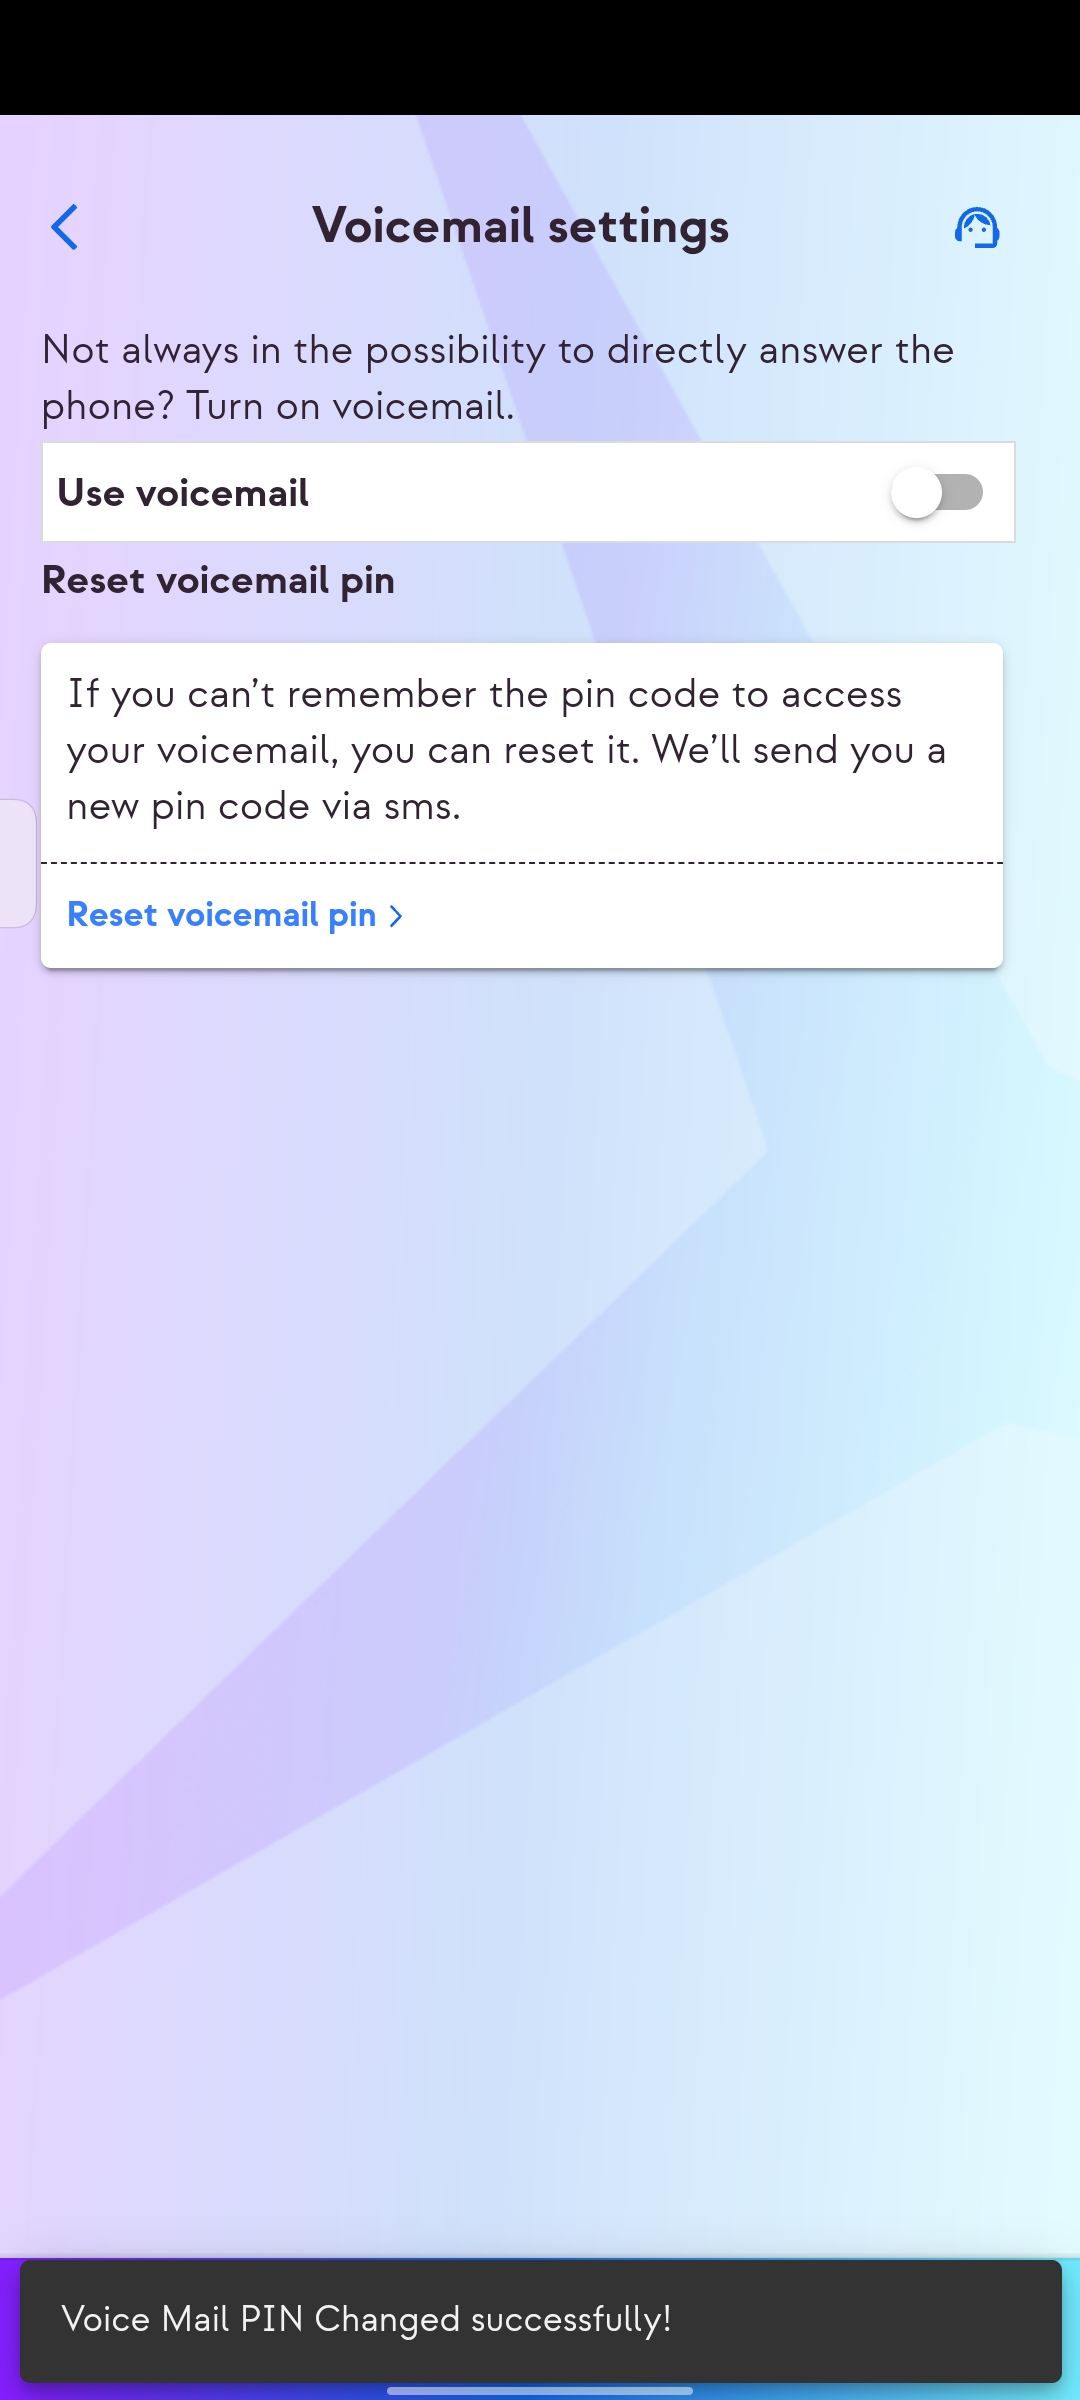 Voicemail settings
Not always in the possibility to directly answer the
phone? Turn on voicemail.
Use voicemail
Reset voicemail pin
If you can’t remember the pin code to access
your voicemail, you can reset it. We’ll send you a
new pin code via sms.
Reset voicemail pin
Voice Mail PIN Changed successfully!